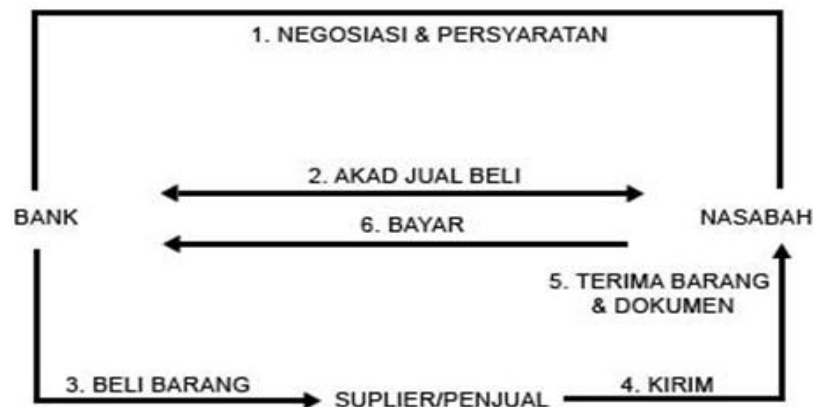 1. NEGOSIASI & PERSYARATAN
2. AKAD JUAL BELI
BANK
NASABAH
6. BAYAR
5. TERIMA BARANG
& DOKUMEN
3. BELI BARANG
4. KIRIM
SUPLIER/PENJUAL